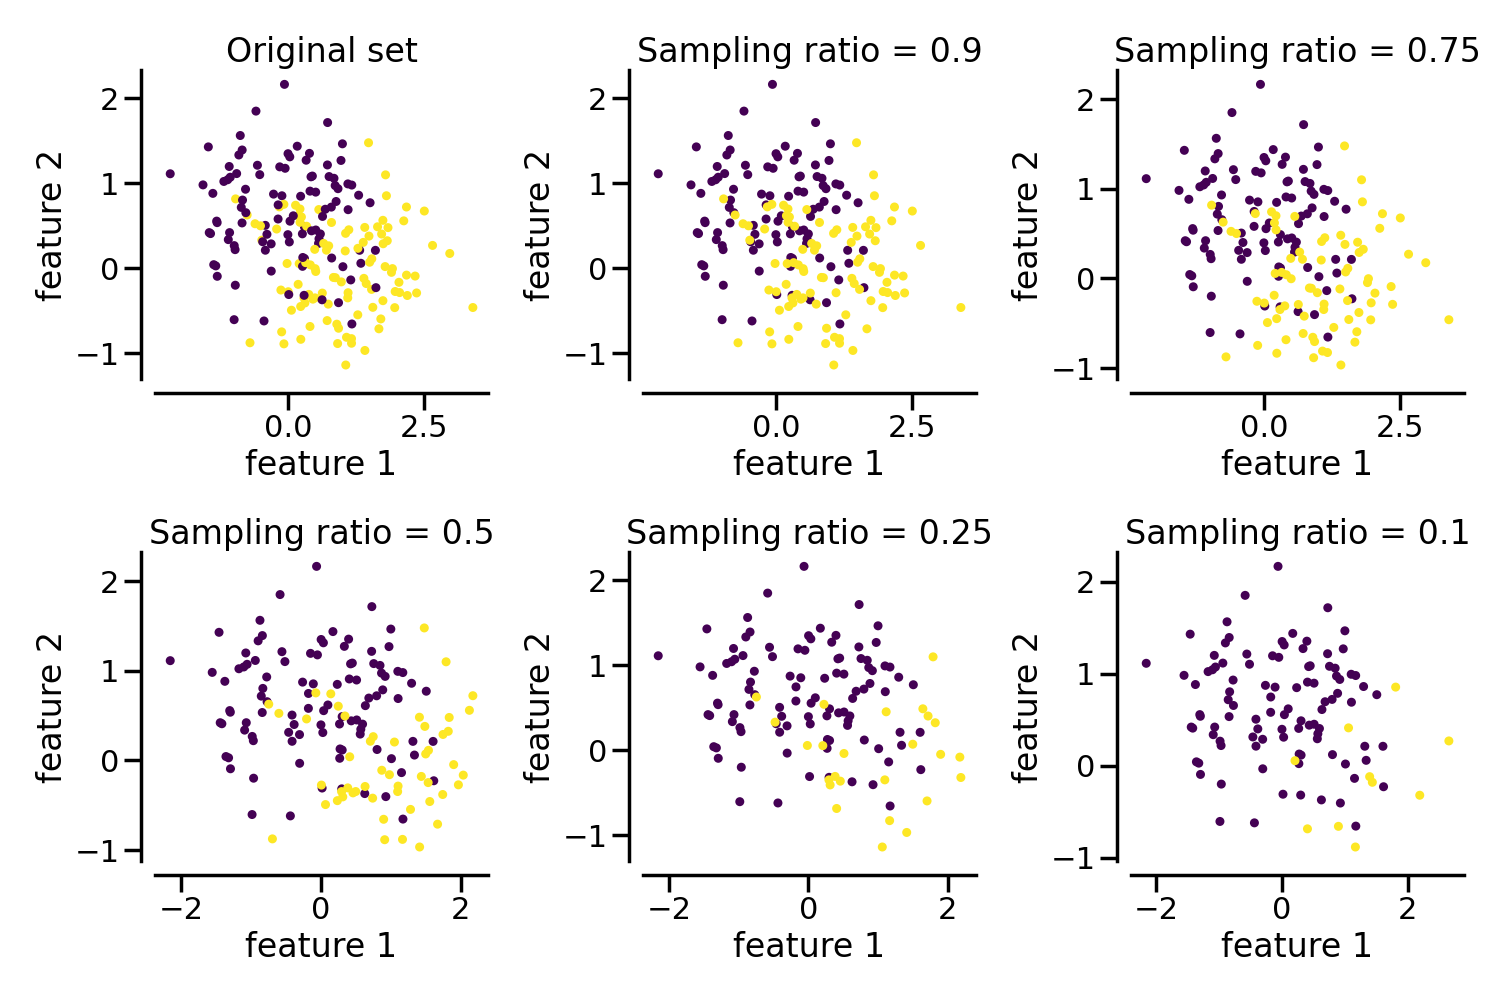 Original set
Sampling ratio = 0.9
Sampling ratio = 0.75
2
1
0
−1
feature 2
0.0
2.5
feature 1
2
1
0
−1
feature 2
0.0
2.5
feature 1
2
1
0
−1
feature 2
0.0
2.5
feature 1
Sampling ratio = 0.5
Sampling ratio = 0.25
Sampling ratio = 0.1
2
1
0
−1
feature 2
−2
0
2
feature 1
2
1
0
−1
feature 2
−2
0
2
feature 1
2
1
0
−1
feature 2
−2
0
2
feature 1